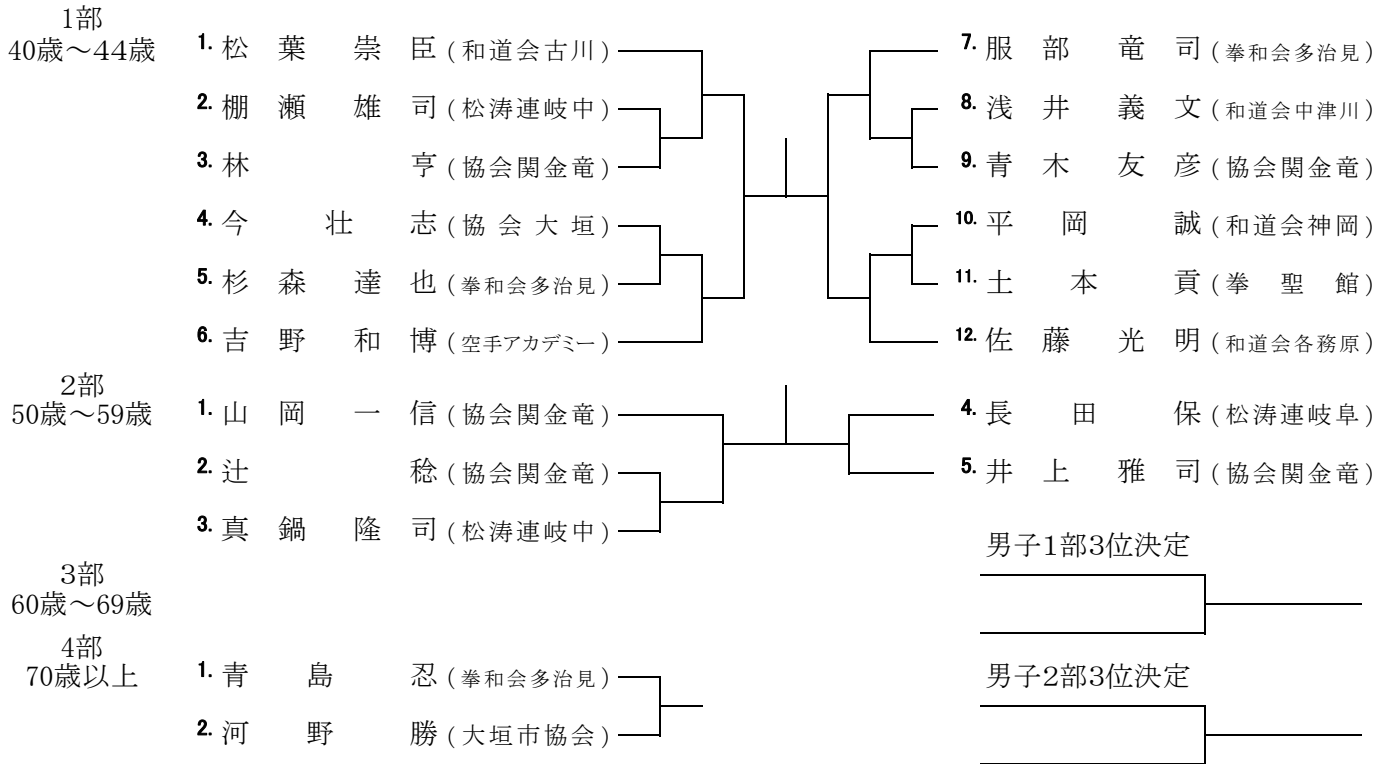 1部
40歳～44歳
1. 松葉崇臣 (和道会古川)
2. 棚瀬雄司 (松涛連岐中)
3. 林亨 (協会関金竜)
4. 今壮志 (協会大垣)
5. 杉森達也 (拳和会多治見)
6. 吉野和博 (空手アカデミー)
7. 服部竜司 (拳和会多治見)
8. 浅井義文 (和道会中津川)
9. 青木友彦 (協会関金竜)
10. 平岡誠 (和道会神岡)
11. 土本貢 (拳聖館)
12. 佐藤光明 (和道会各務原)
2部
50歳～59歳
1. 山岡一信 (協会関金竜)
2. 辻稔 (協会関金竜)
3. 真鍋隆司 (松涛連岐中)
4. 長田保 (松涛連岐阜)
5. 井上雅司 (協会関金竜)
男子1部3位決定
3部
60歳～69歳
4部
70歳以上
1. 青島忍 (拳和会多治見)
2. 河野勝 (大垣市協会)
男子2部3位決定